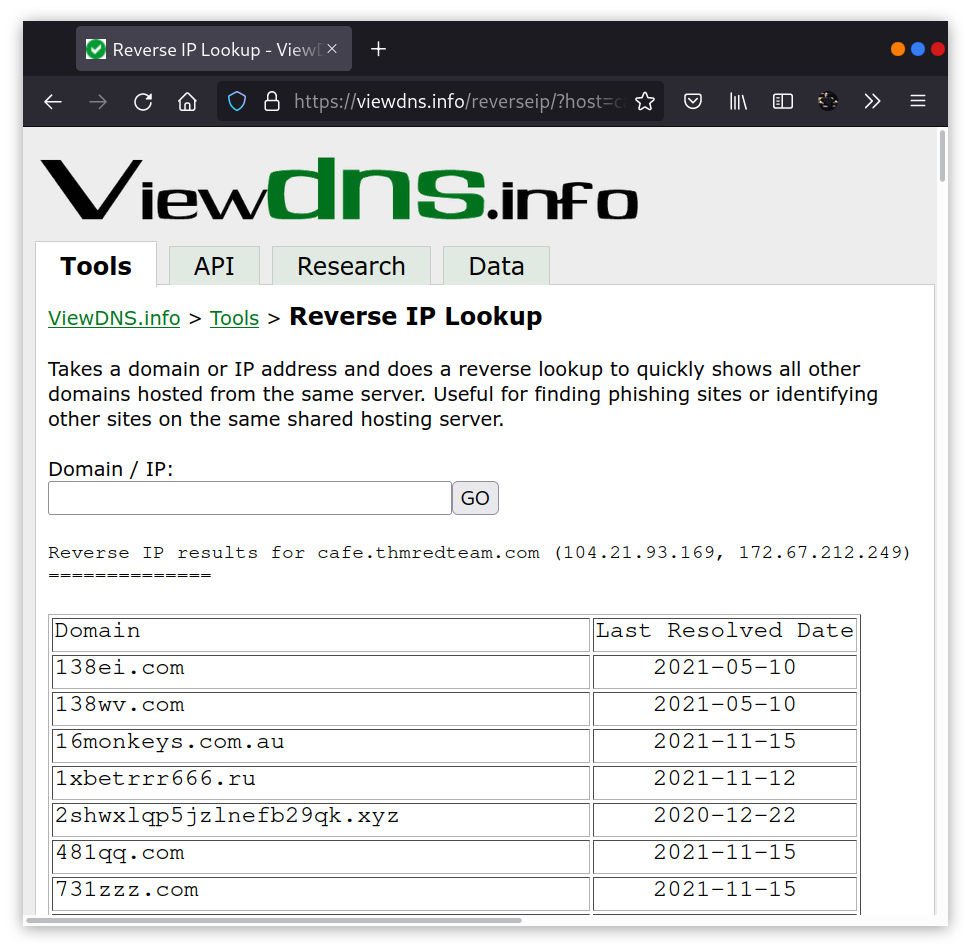 Reverse IP Lookup - ViewD
https://viewdns.info/reverseip/?host=c
Viewdns.info
Tools API Research Data
ViewDNS.info > Tools > Reverse IP Lookup
Takes a domain or IP address and does a reverse lookup to quickly shows all other
domains hosted from the same server. Useful for finding phishing sites or identifying
other sites on the same shared hosting server.
Domain / IP:
GO
Reverse IP results for cafe.thmredteam.com (104.21.93.169, 172.67.212.249)
==============
Domain Last Resolved Date
138ei.com 2021-05-10
138wv.com 2021-05-10
16monkeys.com.au 2021-11-15
1xbetrrr666.ru 2021-11-12
2shwxlqp5jzlnefb29qk.xyz 2020-12-22
481qq.com 2021-11-15
731zzz.com 2021-11-15